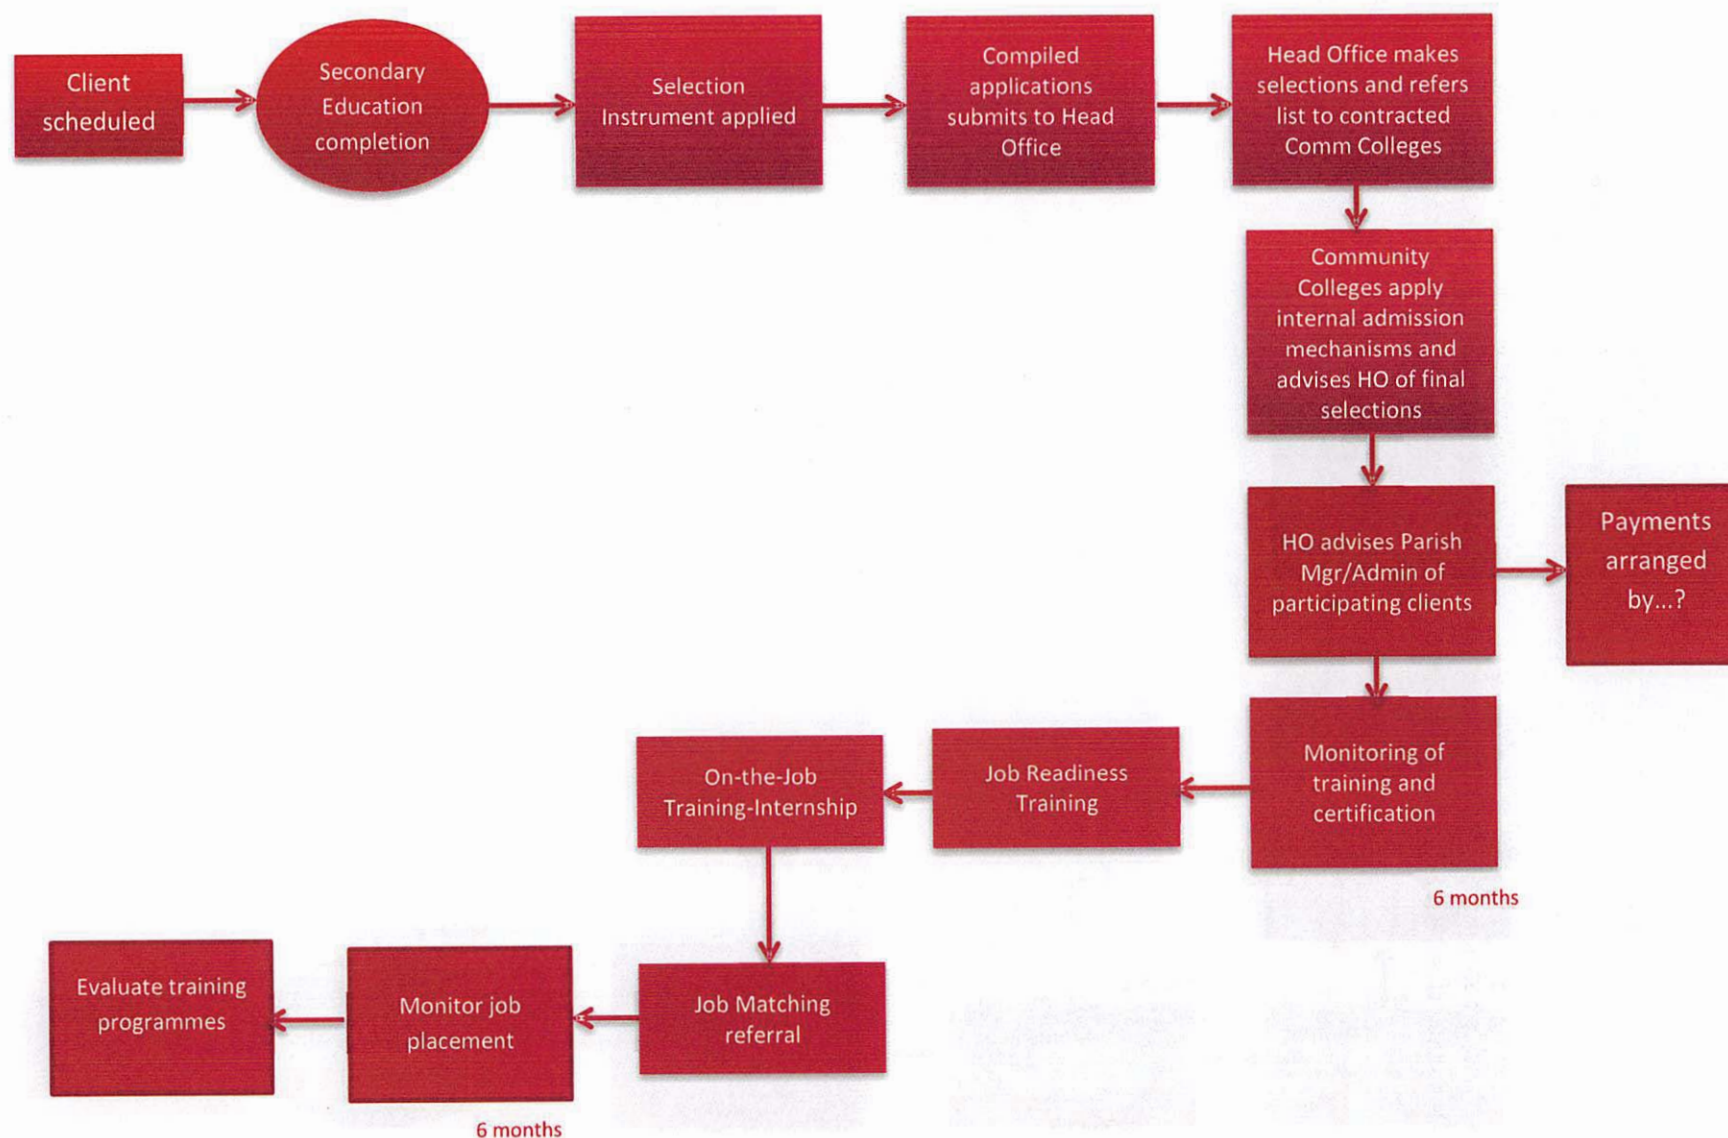 Client
scheduled
Secondary
Education
completion
Selection
Instrument applied
Compiled
applications
submits to Head
Office
Head Office makes
selections and refers
list to contracted
Comm Colleges
Community
Colleges apply
internal admission
mechanisms and
advises HO of final
selections
HO advises Parish
Mgr/Admin of
participating clients
Payments
arranged
by...?
Monitoring of
training and
certification
6 months
Job Readiness
Training
On-the-Job
Training-Internship
Job Matching
referral
Monitor job
placement
6 months
Evaluate training
programmes